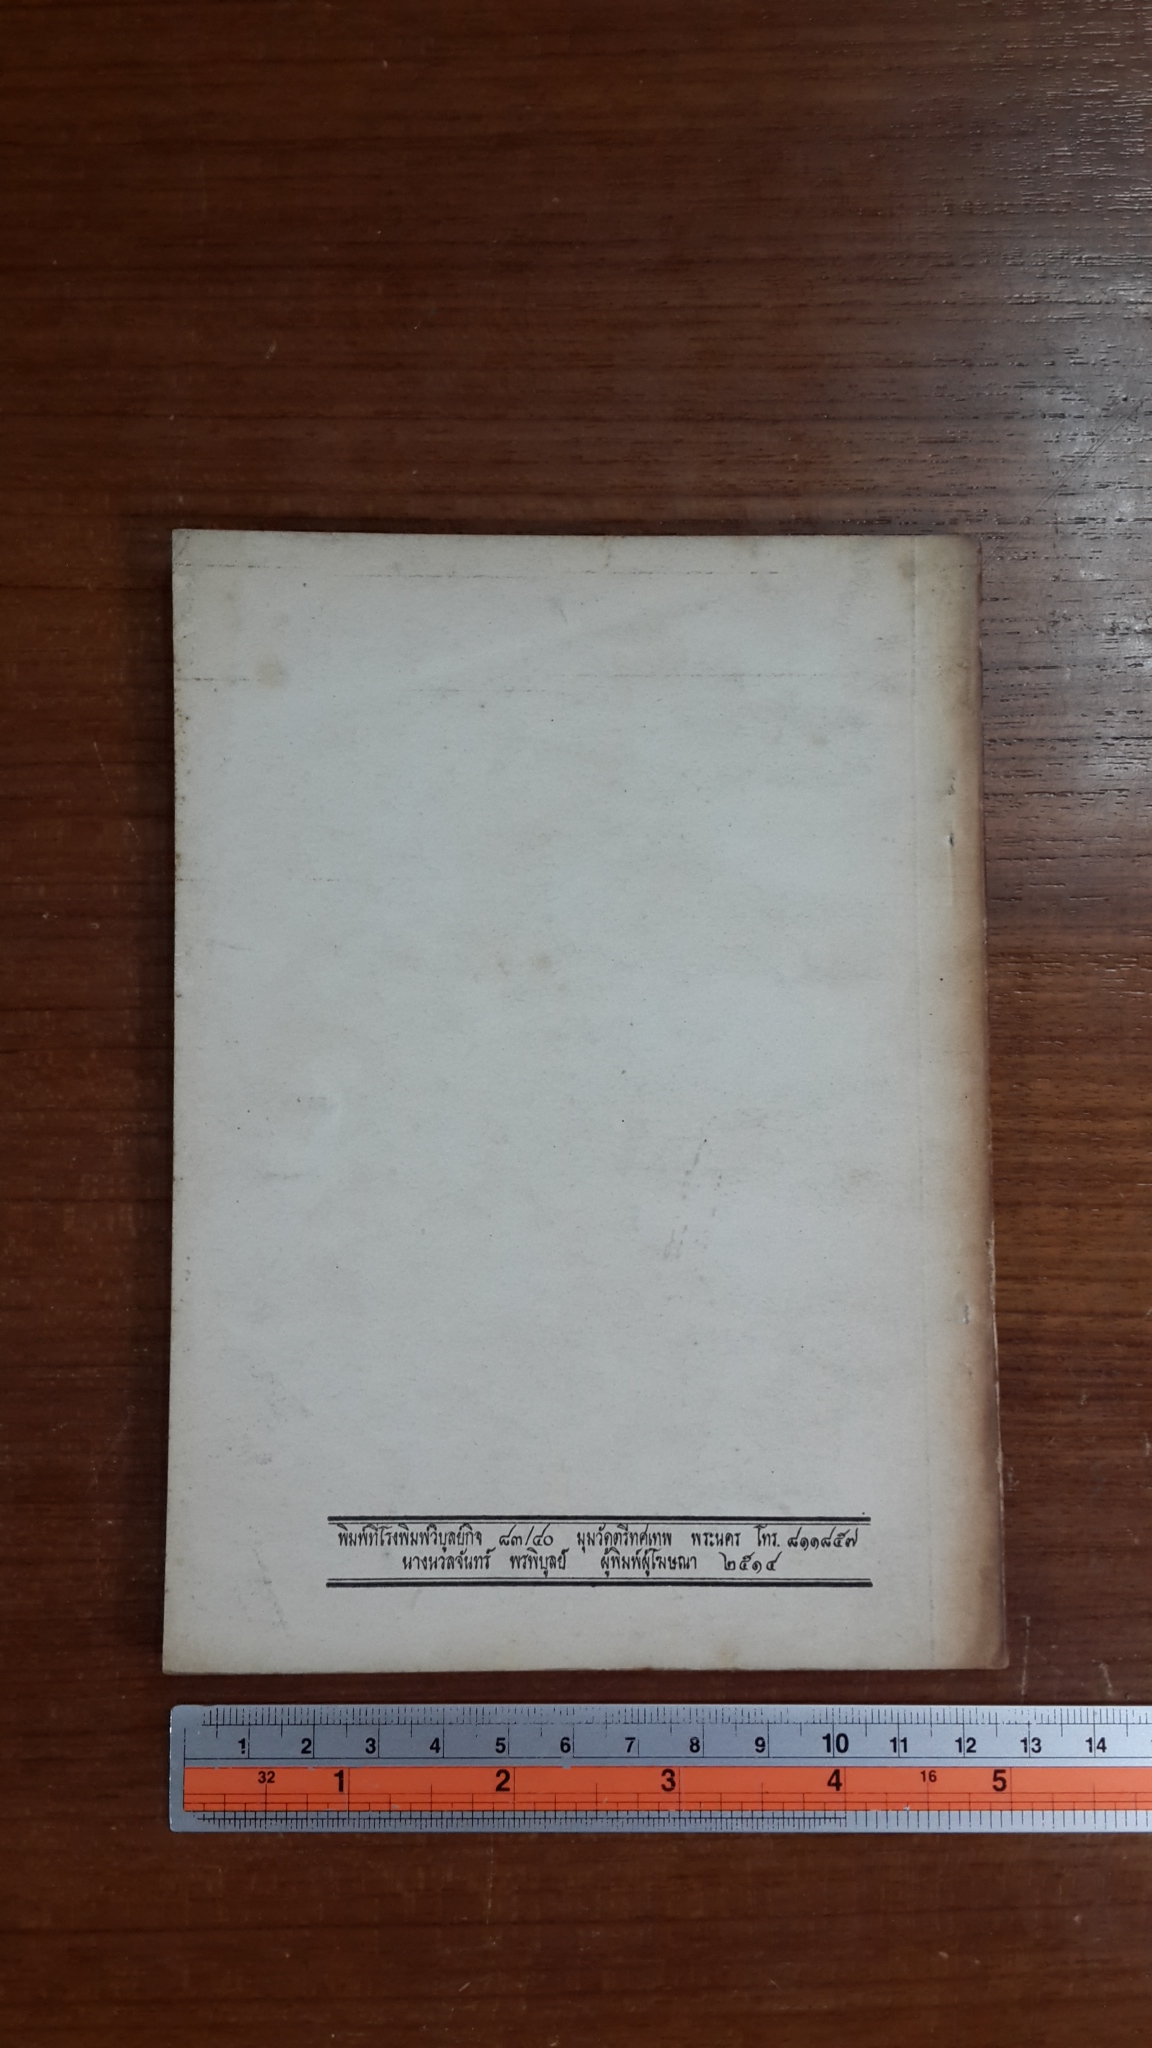 พิมพ์ที่โรงพิมพ์วิบูลย์กิจ ๘๓/๔๐ มุมวัดตรีทศเทพ พระนคร โทร. ๘๑๑๘๕๗
นางนวลจันทร์ พรพิบูลย์ ผู้พิมพ์ผู้โฆษณา ๒๕๑๔
1 2 3 4 5 6 7 8 9 10 11 12 13 14
32 1 2 3 4 16 5